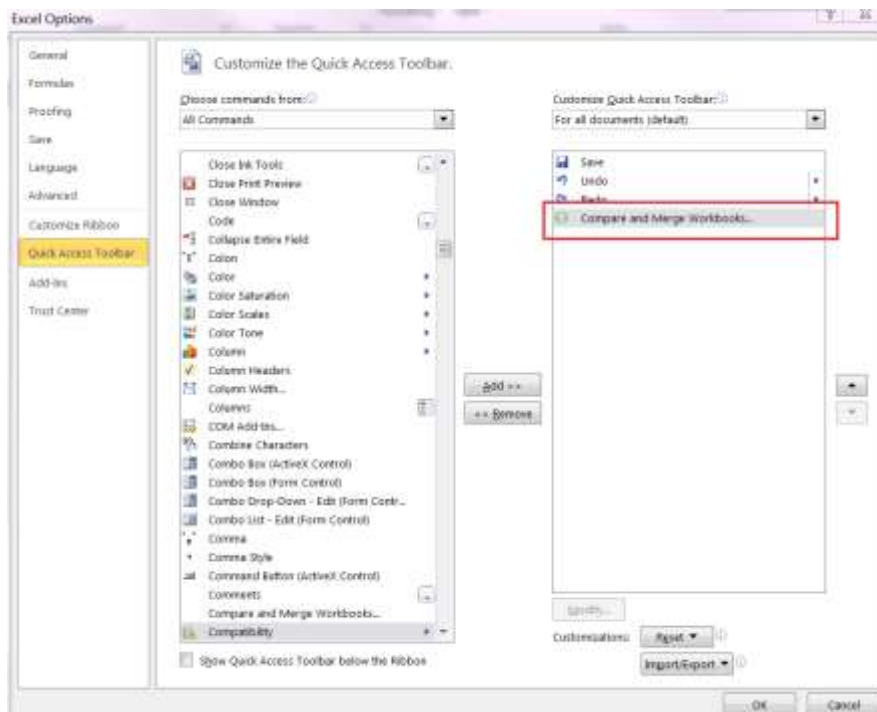 Excel Options
General
Formulas
Proofing
Save
Language
Advanced
Customize Ribbon
Quick Access Toolbar
Add-Ins
Trust Center
Customize the Quick Access Toolbar.
Choose commands from:
All Commands
Close Ink Tools
Close Print Preview
Close Window
Code
Collapse Entire Field
Colon
Color
Color Saturation
Color Scales
Color Tone
Column
Column Headers
Column Width...
Columns
COM Add-Ins...
Combine Characters
Combo Box (ActiveX Control)
Combo Box (Form Control)
Combo Drop-Down - Edit (Form Contr...
Combo List - Edit (Form Control)
Comma
Comma Style
Command Button (ActiveX Control)
Comments
Compare and Merge Workbooks...
Compatibility
Show Quick Access Toolbar below the Ribbon
Add >>
<< Remove
Customize Quick Access Toolbar:
For all documents (default)
Save
Undo
Redo
Compare and Merge Workbooks...
Modify...
Customizations:
Reset
Import/Export
OK
Cancel